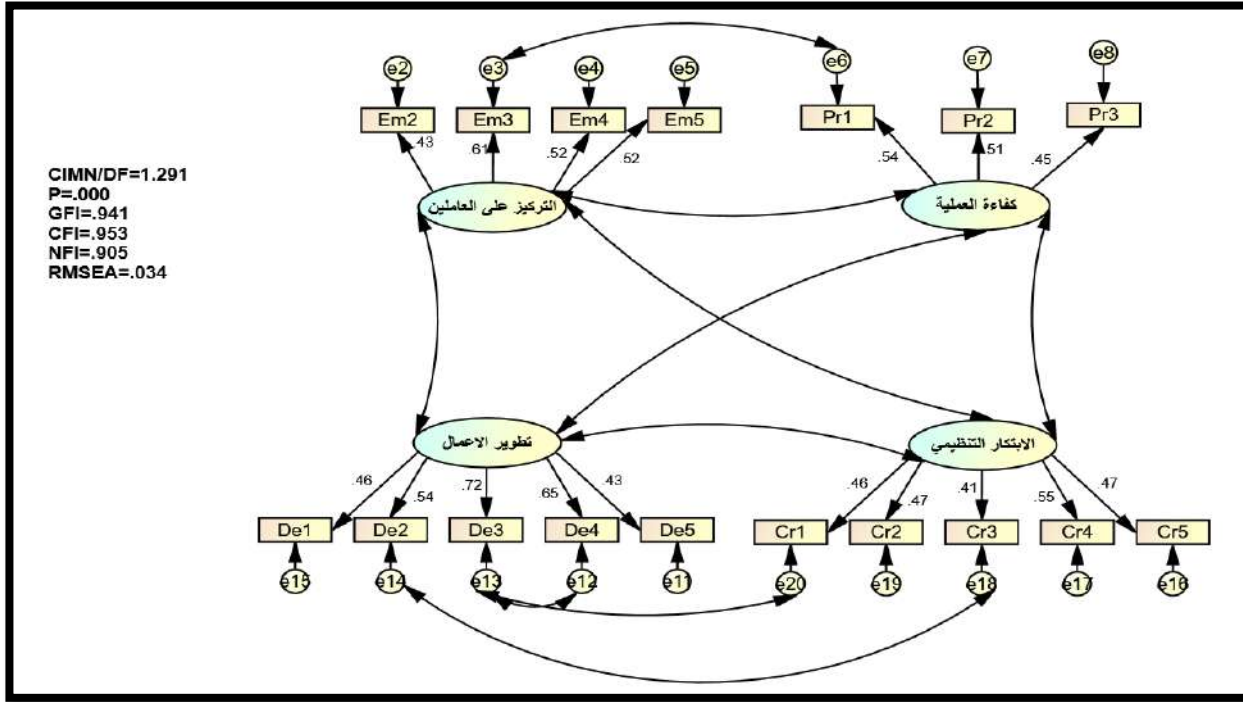 e2
e3
e4
e5
e6
e7
e8
Em2
Em3
Em4
Em5
Pr1
Pr2
Pr3
.43
.61
.52
.52
.54
.51
.45
CIMN/DF=1.291
P=.000
GFI=.941
CFI=.953
NFI=.905
RMSEA=.034
التركيز على العاملين
كفاءة العملية
تطوير الاعمال
الابتكار التنظيمي
.46
.54
.72
.65
.43
.46
.47
.41
.55
.47
De1
De2
De3
De4
De5
Cr1
Cr2
Cr3
Cr4
Cr5
e15
e14
e13
e12
e11
e20
e19
e18
e17
e16